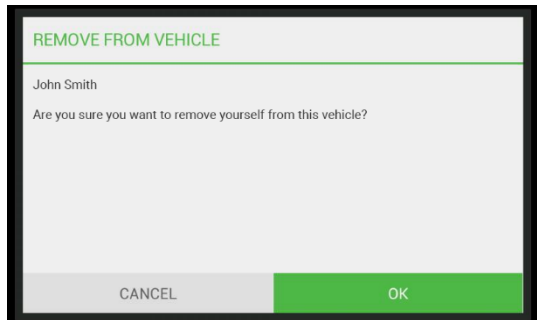 REMOVE FROM VEHICLE
John Smith
Are you sure you want to remove yourself from this vehicle?
CANCEL
OK